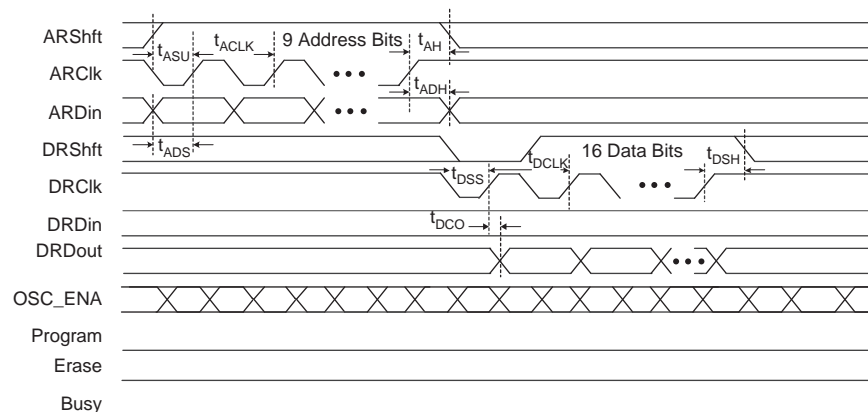 ARShft
9 Address Bits
tASU
tACLK
tAH
ARClk
tADH
ARDin
tADS
DRShft
16 Data Bits
tDCLK
tDSS
tDSH
DRClk
DRDin
tDCO
DRDout
OSC_ENA
Program
Erase
Busy